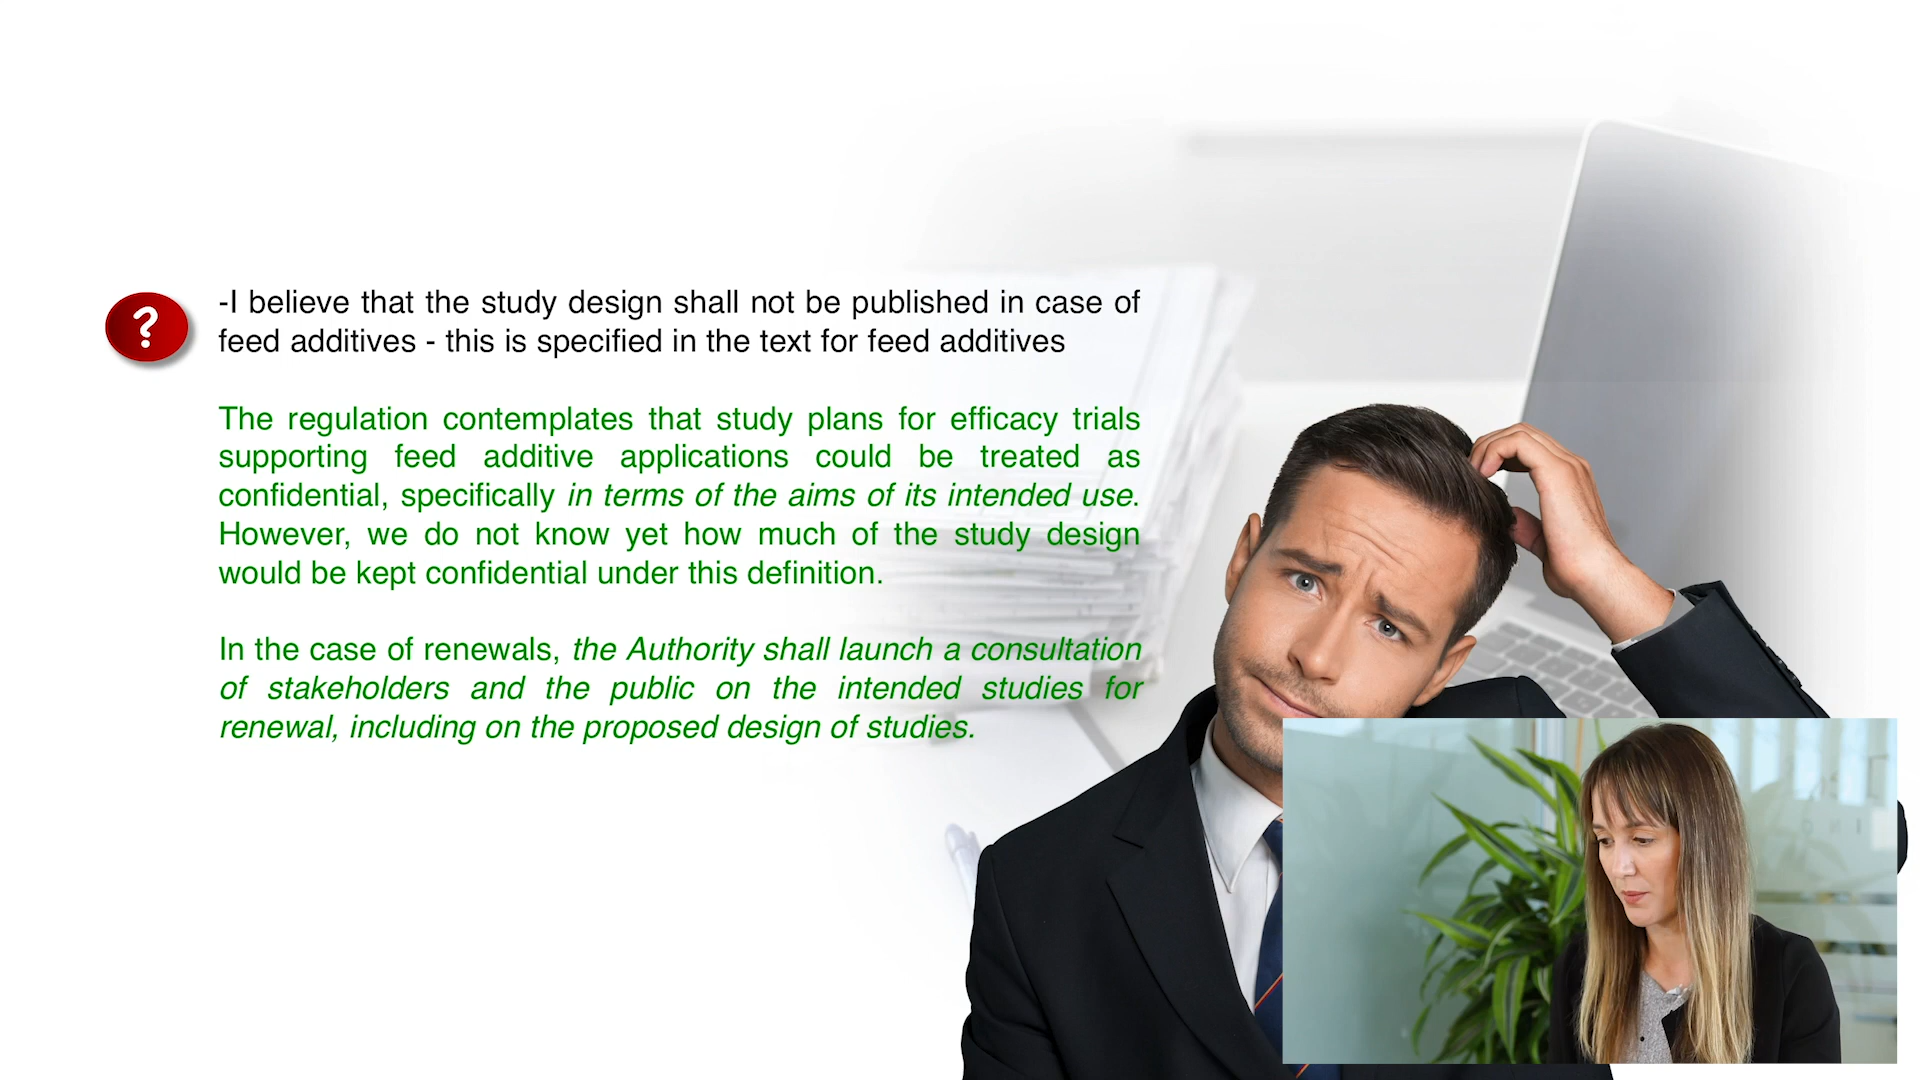 ?
-I believe that the study design shall not be published in case of
feed additives - this is specified in the text for feed additives
The regulation contemplates that study plans for efficacy trials
supporting feed additive applications could be treated as
confidential, specifically in terms of the aims of its intended use.
However, we do not know yet how much of the study design
would be kept confidential under this definition.
In the case of renewals, the Authority shall launch a consultation
of stakeholders and the public on the intended studies for
renewal, including on the proposed design of studies.